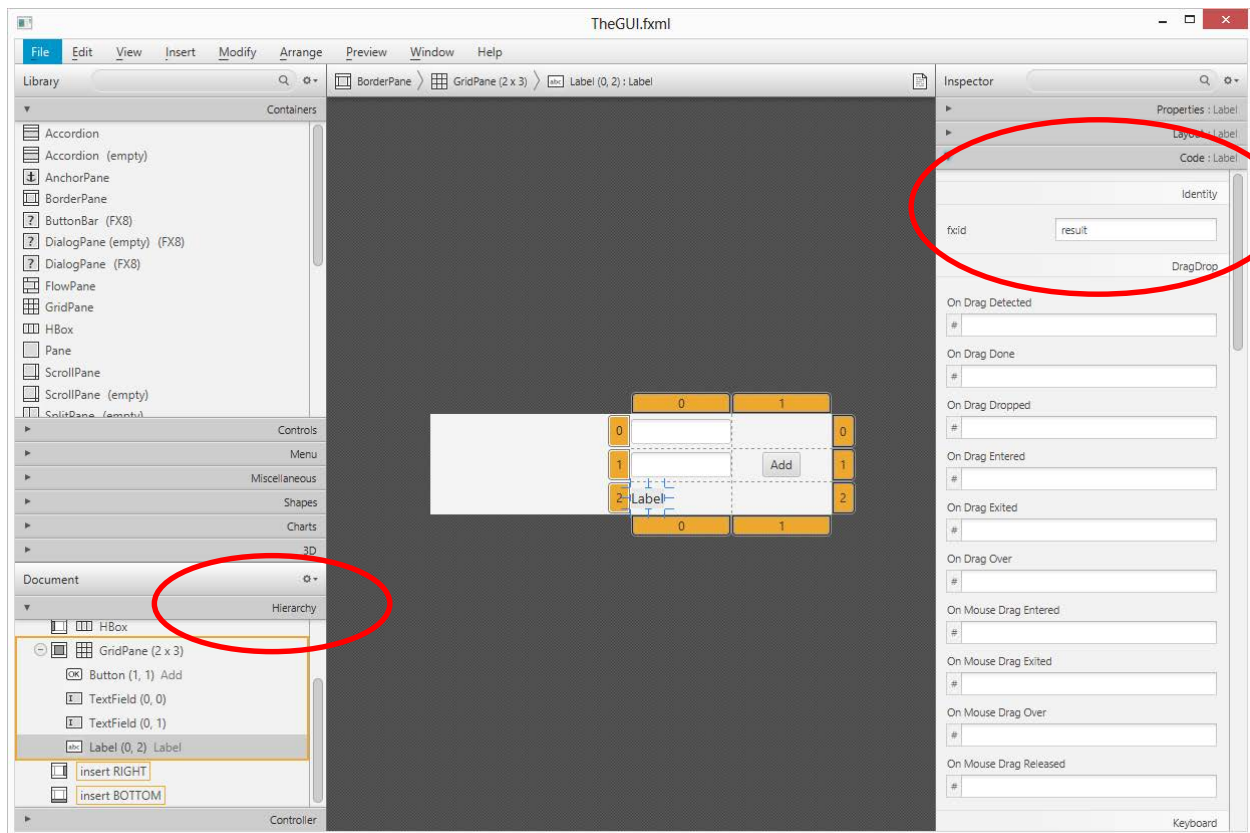 TheGUI.fxml
File Edit View Insert Modify Arrange Preview Window Help
Library
BorderPane GridPane (2 x 3) abc Label (0, 2) : Label
Inspector
Containers
Accordion
Accordion (empty)
AnchorPane
BorderPane
? ButtonBar (FX8)
? DialogPane (empty) (FX8)
? DialogPane (FX8)
FlowPane
GridPane
HBox
Pane
ScrollPane
ScrollPane (empty)
SplitPane (empty)
Controls
Menu
Miscellaneous
Shapes
Charts
3D
Document
Hierarchy
HBox
GridPane (2 x 3)
OK Button (1, 1) Add
TextField (0, 0)
TextField (0, 1)
abc Label (0, 2) Label
insert RIGHT
insert BOTTOM
Controller
0 1
0 0
1 Add 1
2 Label 2
0 1
Properties : Label
Layout : Label
Code : Label
Identity
fx:id result
DragDrop
On Drag Detected
#
On Drag Done
#
On Drag Dropped
#
On Drag Entered
#
On Drag Exited
#
On Drag Over
#
On Mouse Drag Entered
#
On Mouse Drag Exited
#
On Mouse Drag Over
#
On Mouse Drag Released
#
Keyboard